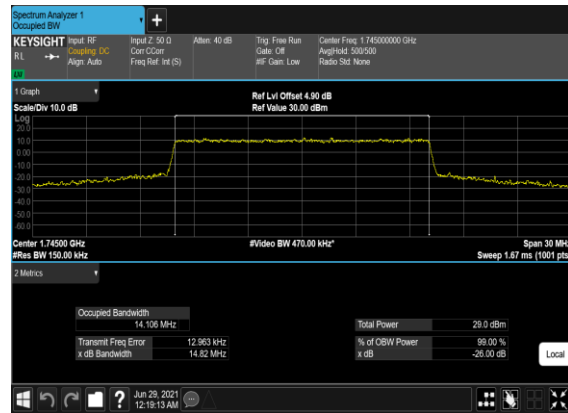 Spectrum Analyzer 1
Occupied BW
+
KEYSIGHT
RL
Input: RF
Coupling: DC
Align: Auto
Input Z: 50 Ω
Corr CCorr
Freq Ref: Int (S)
Atten: 40 dB
Trig: Free Run
Gate: Off
#IF Gain: Low
Center Freq: 1.745000000 GHz
Avg|Hold: 500/500
Radio Std: None
1 Graph
Scale/Div 10.0 dB
Ref Lvl Offset 4.90 dB
Ref Value 30.00 dBm
Log
20.0
10.0
0.00
-10.0
-20.0
-30.0
-40.0
-50.0
-60.0
Center 1.74500 GHz
#Res BW 150.00 kHz
#Video BW 470.00 kHz*
Span 30 MHz
Sweep 1.67 ms (1001 pts)
2 Metrics
Occupied Bandwidth
14.106 MHz
Transmit Freq Error 12.963 kHz
x dB Bandwidth 14.82 MHz
Total Power 29.0 dBm
% of OBW Power 99.00 %
x dB -26.00 dB
Local
?
Jun 29, 2021
12:19:13 AM